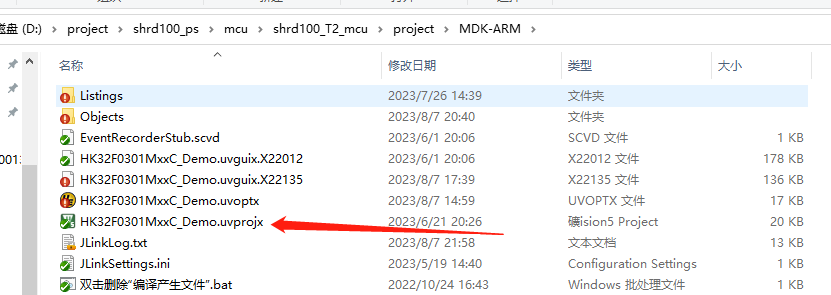 磁盘 (D:) > project > shrd100_ps > mcu > shrd100_T2_mcu > project > MDK-ARM >
名称 修改日期 类型 大小
Listings 2023/7/26 14:39 文件夹
Objects 2023/8/7 20:40 文件夹
EventRecorderStub.scvd 2023/6/1 20:06 SCVD 文件 1 KB
HK32F0301MxxC_Demo.uvguix.X22012 2023/6/1 20:06 X22012 文件 178 KB
HK32F0301MxxC_Demo.uvguix.X22135 2023/8/7 17:39 X22135 文件 136 KB
HK32F0301MxxC_Demo.uvoptx 2023/8/7 14:59 UVOPTX 文件 17 KB
HK32F0301MxxC_Demo.uvprojx 2023/6/21 20:26 礦ision5 Project 20 KB
JLinkLog.txt 2023/8/7 21:58 文本文档 13 KB
JLinkSettings.ini 2023/5/19 14:40 Configuration Settings 1 KB
双击删除“编译产生文件”.bat 2022/10/24 16:43 Windows 批处理文件 1 KB